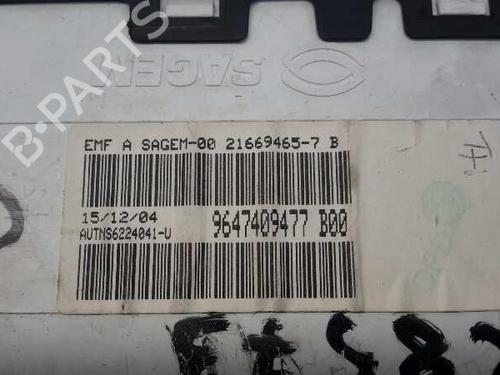 SAGEM
EMF A SAGEM-00 21669465-7 B
15/12/04
9647409477 B00
AUTNS6224041-U
B-PARTS